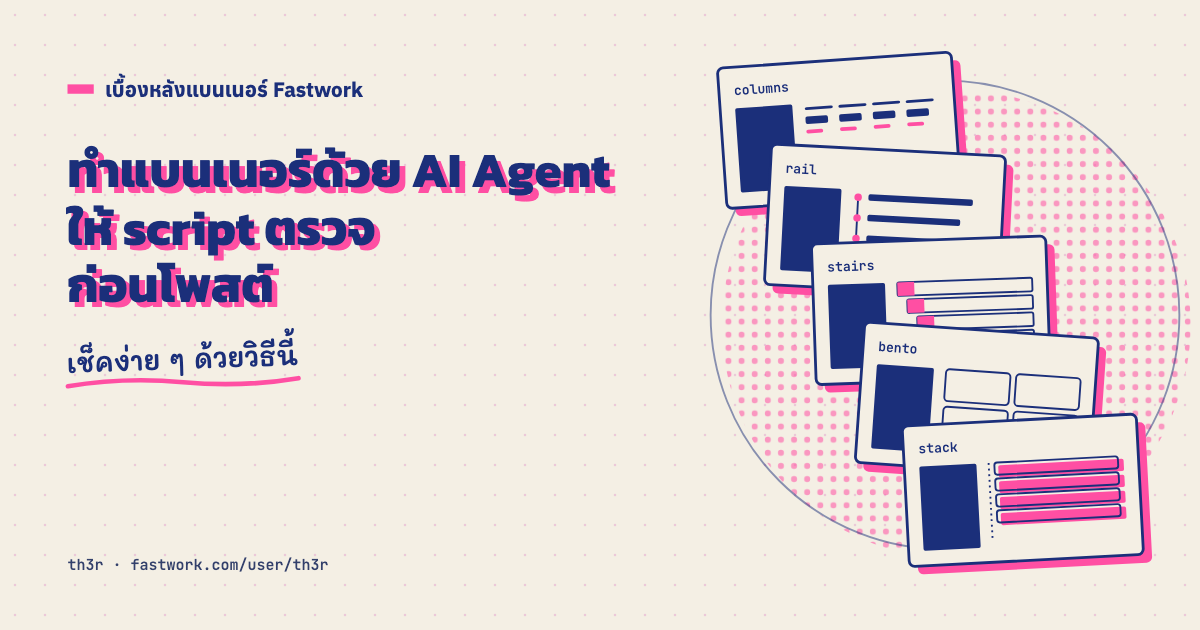 เบื้องหลังแบนเนอร์ Fastwork
ทำแบนเนอร์ด้วย AI Agent
ให้ script ตรวจ
ก่อนโพสต์
เช็คง่าย ๆ ด้วยวิธีนี้
th3r · fastwork.com/user/th3r
columns
rail
stairs
bento
stack